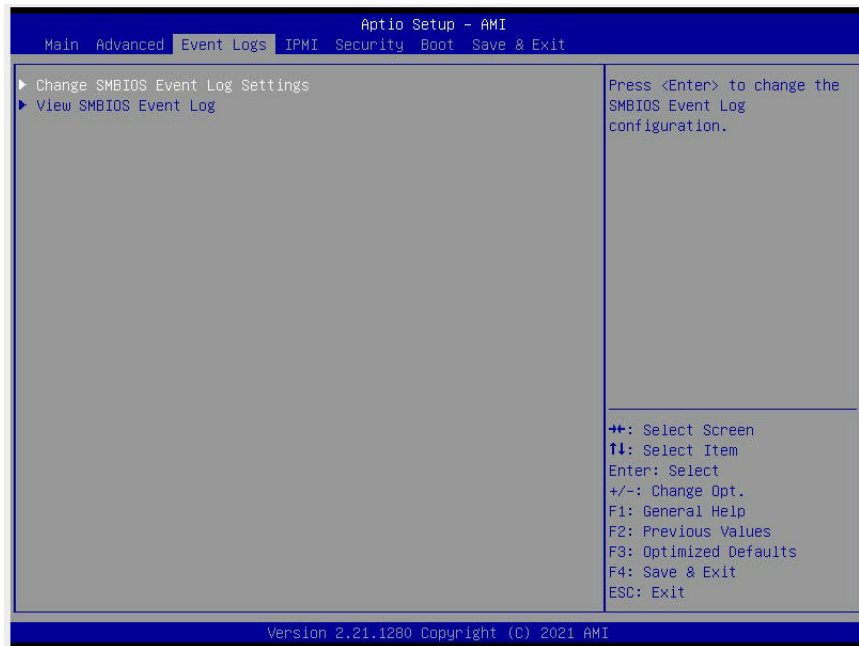 Aptio Setup – AMI
Main Advanced Event Logs IPMI Security Boot Save & Exit
▶ Change SMBIOS Event Log Settings
▶ View SMBIOS Event Log
Press <Enter> to change the
SMBIOS Event Log
configuration.
→←: Select Screen
↑↓: Select Item
Enter: Select
+/-: Change Opt.
F1: General Help
F2: Previous Values
F3: Optimized Defaults
F4: Save & Exit
ESC: Exit
Version 2.21.1280 Copyright (C) 2021 AMI